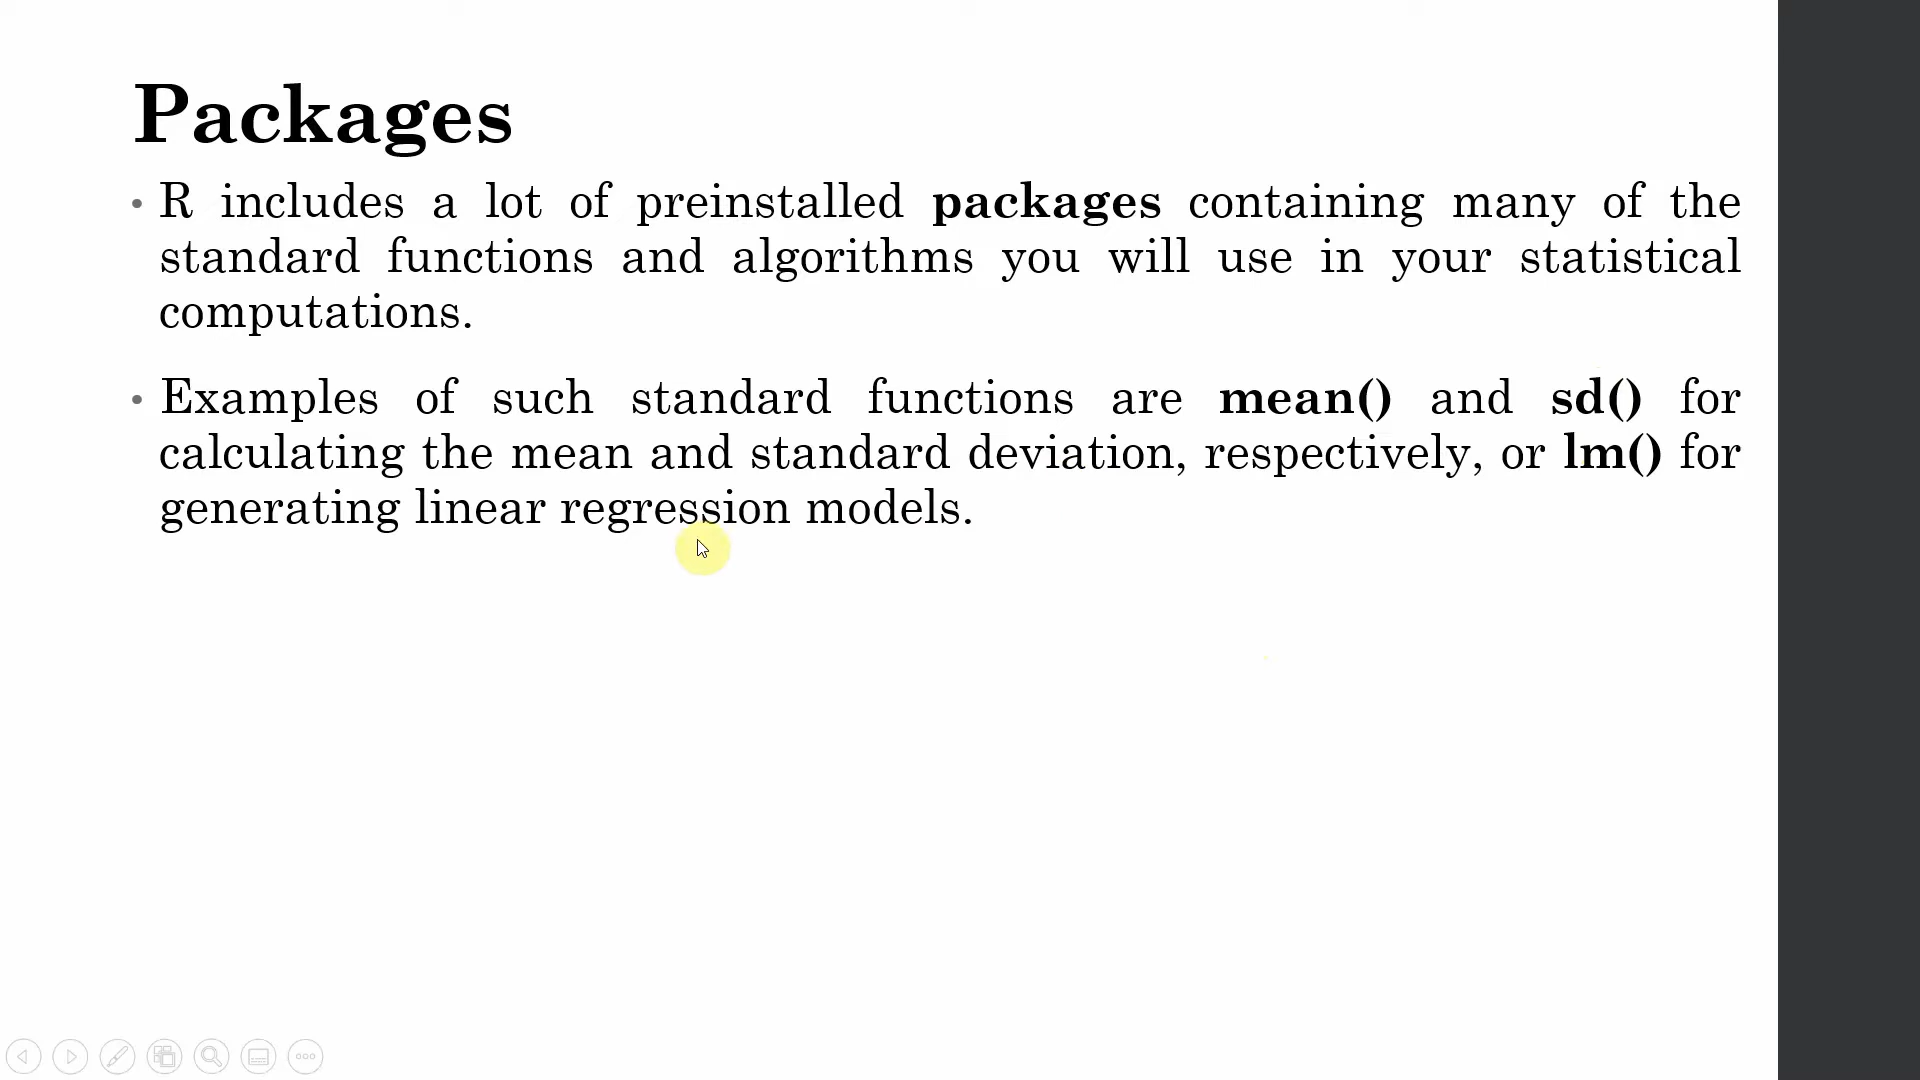 Packages
• R includes a lot of preinstalled packages containing many of the
standard functions and algorithms you will use in your statistical
computations.
• Examples of such standard functions are mean() and sd() for
calculating the mean and standard deviation, respectively, or lm() for
generating linear regression models.